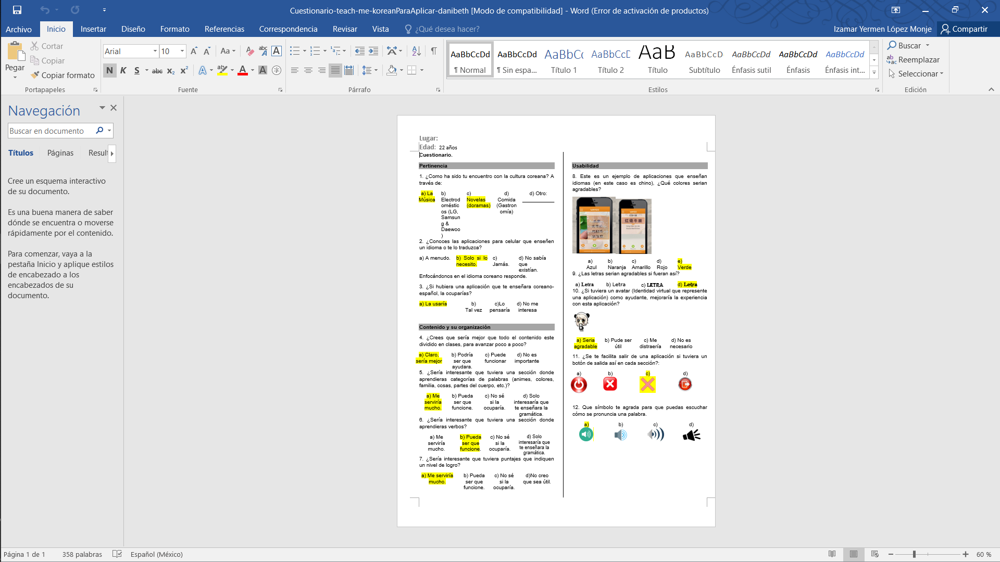 Cuestionario-teach-me-koreanParaAplicar-danibeth [Modo de compatibilidad] - Word (Error de activación de productos)
Archivo
Inicio
Insertar
Diseño
Formato
Referencias
Correspondencia
Revisar
Vista
¿Qué desea hacer?
Izamar Yermen López Monje
Compartir
Pegar
Cortar
Copiar
Copiar formato
Portapapeles
Arial
10
Aa
abc
A
N K S abc x₂ x²
A
ab
A
A
字
Fuente
Párrafo
AaBbCcDd
¶ Normal
AaBbCcDd
¶ Sin espa...
AaBbC
Título 1
AaBbCcC
Título 2
AaB
Título
AaBbCcD
Subtítulo
AaBbCcDd
Énfasis sutil
AaBbCcDd
Énfasis
AaBbCcDd
Énfasis int...
Estilos
Buscar
Reemplazar
Seleccionar
Edición
Navegación
Buscar en documento
Títulos
Páginas
Result
Cree un esquema interactivo
de su documento.
Es una buena manera de saber
dónde se encuentra o moverse
rápidamente por el contenido.
Para comenzar, vaya a la
pestaña Inicio y aplique estilos
de encabezado a los
encabezados de su
documento.
Lugar:
Edad: 22 años
Cuestionario.
Pertinencia
1. ¿Como ha sido tu encuentro con la cultura coreana? A
través de:
a) La
Música
b)
Electrod
oméstic
os (LG,
Samsun
g &
Daewoo
)
c)
Novelas
(doramas)
d)
Comida
(Gastron
omía)
d) Otro:
2. ¿Conoces las aplicaciones para celular que enseñen
un idioma o te lo traduzca?
a) A menudo.
b) Solo si lo
necesito.
c)
Jamás.
d) No sabía
que
existían.
Enfocándonos en el idioma coreano responde.
3. ¿Si hubiera una aplicación que te enseñara coreano-
español, la ocuparías?
a) La usaría
b)
Tal vez
c)Lo
pensaría
d) No me
interesa
Contenido y su organización
4. ¿Crees que sería mejor que todo el contenido este
dividido en clases, para avanzar poco a poco?
a) Claro,
sería mejor
b) Podría
ser que
ayudara.
c) Puede
funcionar
d) No es
importante
5. ¿Sería interesante que tuviera una sección donde
aprendieras categorías de palabras (animes, colores,
familia, cosas, partes del cuerpo, etc.)?
a) Me
serviría
mucho.
b) Pueda
ser que
funcione.
c) No sé
si la
ocuparía.
d) Solo
interesaría que
te enseñara la
gramática.
6. ¿Sería interesante que tuviera una sección donde
aprendieras verbos?
a) Me
serviría
mucho.
b) Pueda
ser que
funcione.
c) No sé
si la
ocuparía.
d) Solo
interesaría que
te enseñara la
gramática.
7. ¿Sería interesante que tuviera puntajes que indiquen
un nivel de logro?
a) Me serviría
mucho.
b) Pueda
ser que
funcione.
c) No sé
si la
ocuparía.
d)No creo
que sea útil.
Usabilidad
8. Este es un ejemplo de aplicaciones que enseñan
idiomas (en este caso es chino), ¿Qué colores serian
agradables?
红烧牛腩
a)
Azul
b)
Naranja
c)
Amarillo
d)
Rojo
e)
Verde
9. ¿Las letras serian agradables si fueran así?
a) Letra
b) Letra
c) LETRA
d) Letra
10. ¿Si tuviera un avatar (Identidad virtual que represente
una aplicación) como ayudante, mejoraría la experiencia
con esta aplicación?
a) Seria
agradable
b) Pude ser
útil
c) Me
distraería
d) No es
necesario
11. ¿Se te facilita salir de una aplicación si tuviera un
botón de salida así en cada sección?:
a)
b)
c)
d)
12. Que símbolo te agrada para que puedas escuchar
cómo se pronuncia una palabra.
a)
b)
c)
d)
Página 1 de 1
358 palabras
Español (México)
60 %